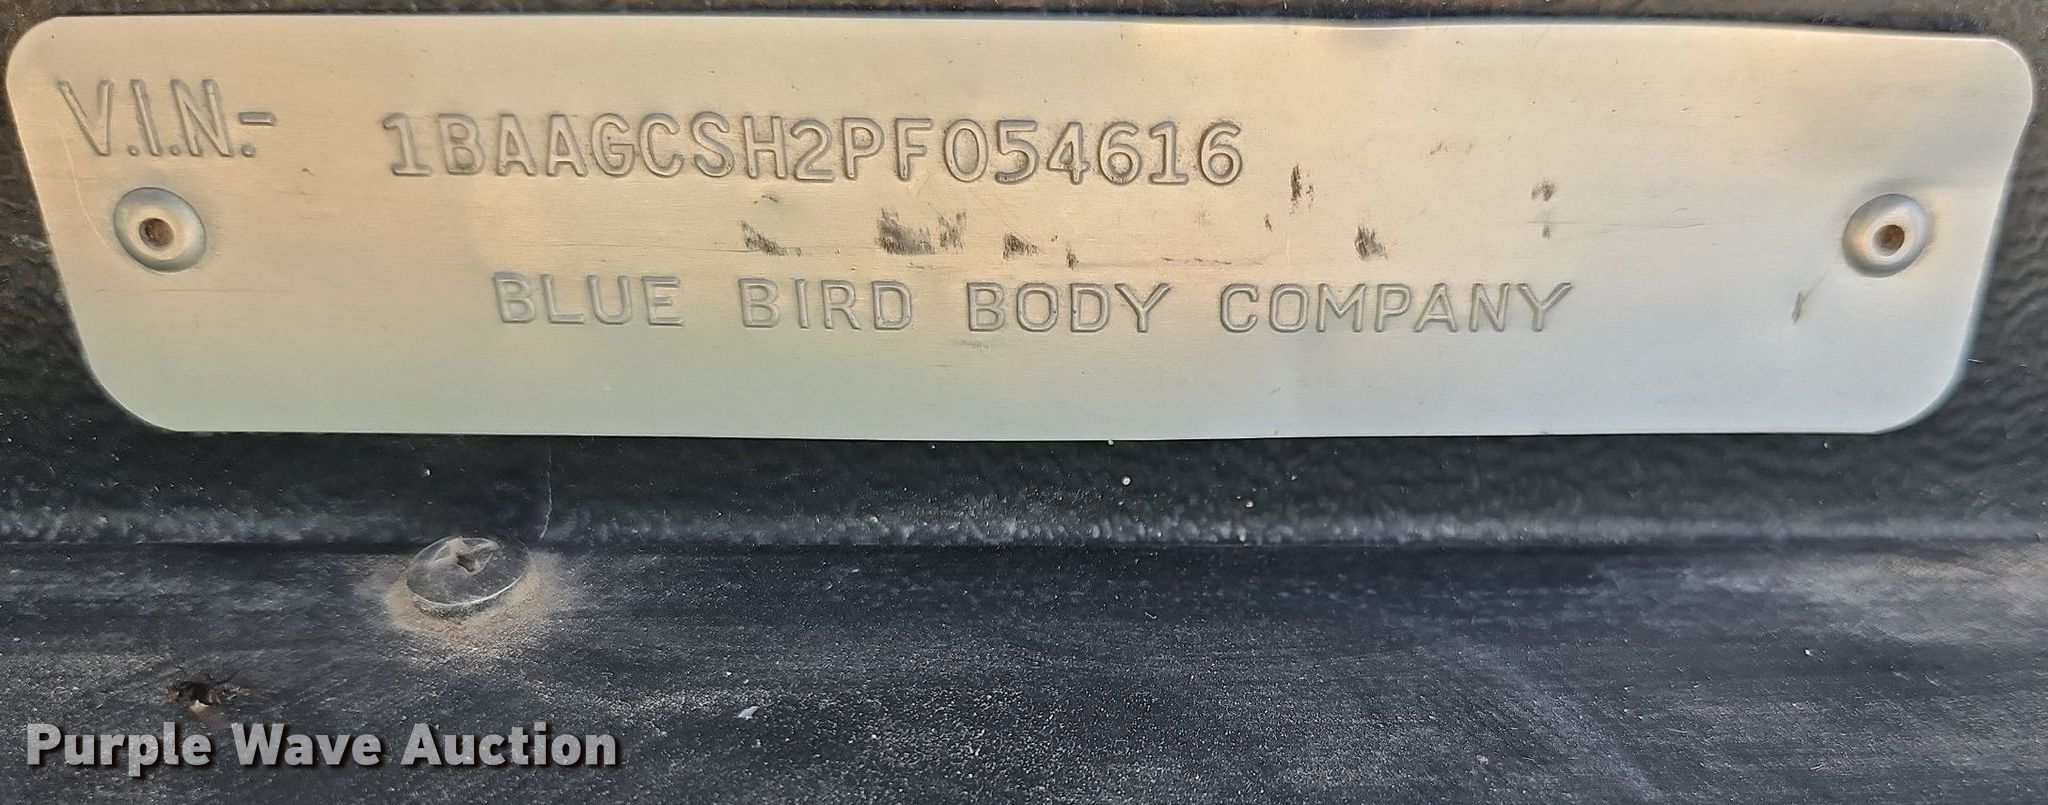 V.I.N.- 1BAAGCSH2PF054616
BLUE BIRD BODY COMPANY
Purple Wave Auction